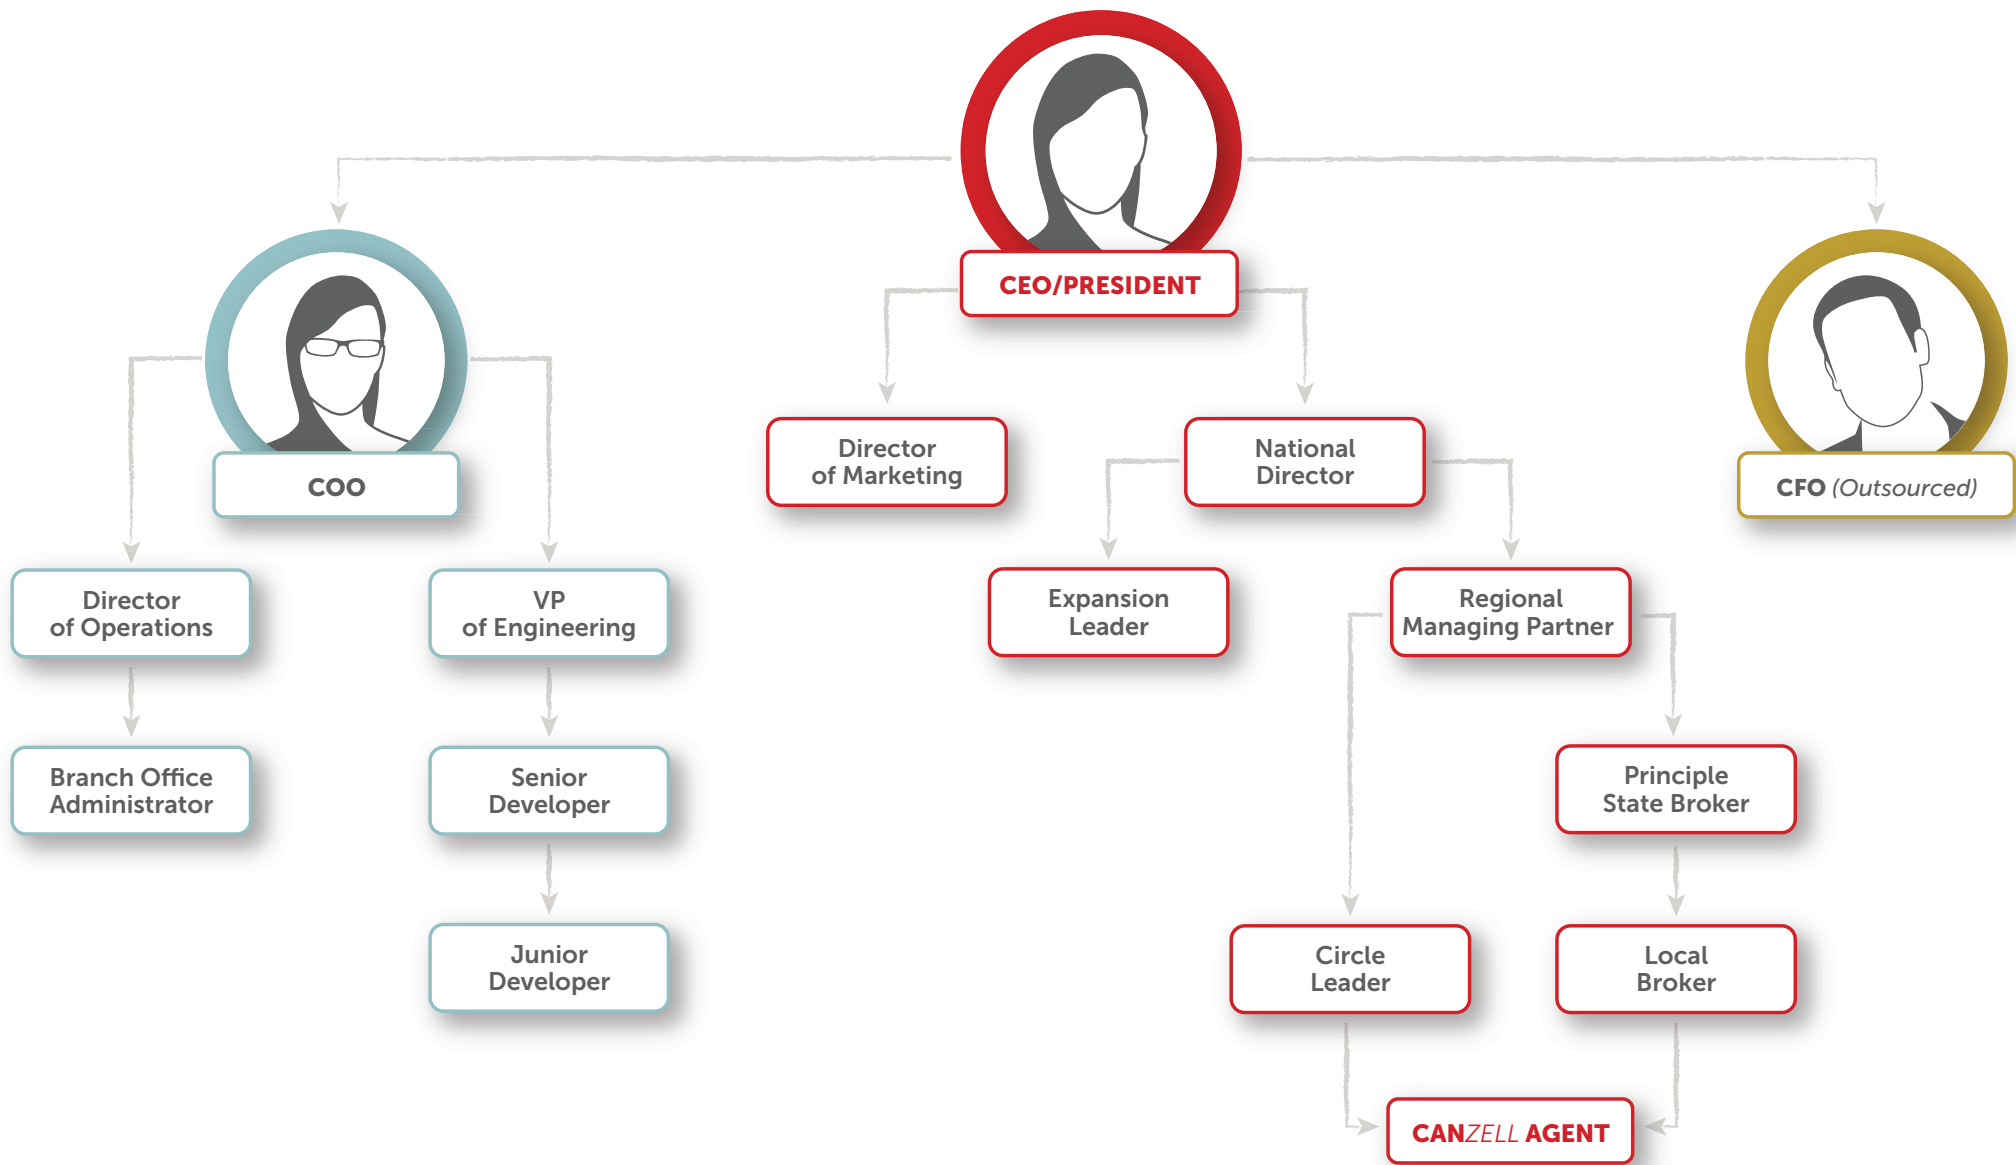 CEO/PRESIDENT
COO
CFO (Outsourced)
Director
of Marketing
National
Director
Director
of Operations
VP
of Engineering
Expansion
Leader
Regional
Managing Partner
Branch Office
Administrator
Senior
Developer
Principle
State Broker
Junior
Developer
Circle
Leader
Local
Broker
CANZELL AGENT